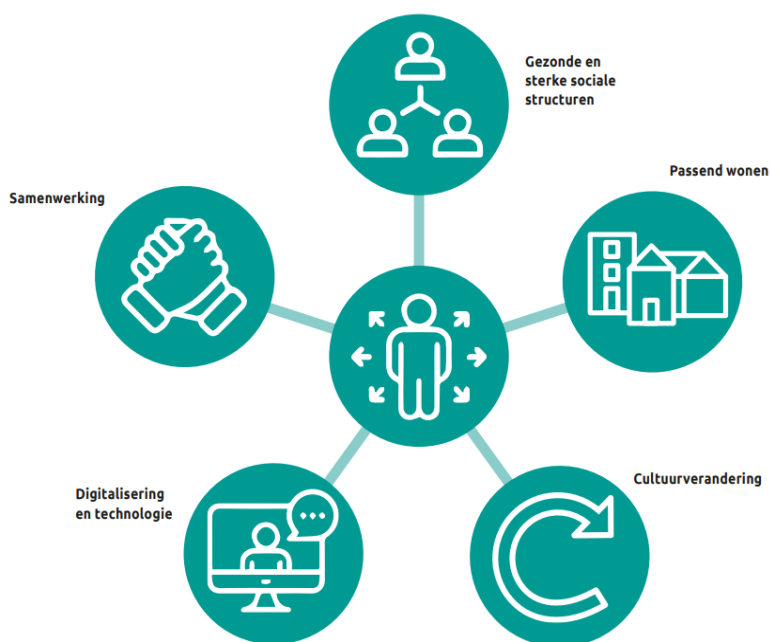 Gezonde en
sterke sociale
structuren
Passend wonen
Samenwerking
Cultuurverandering
Digitalisering
en technologie